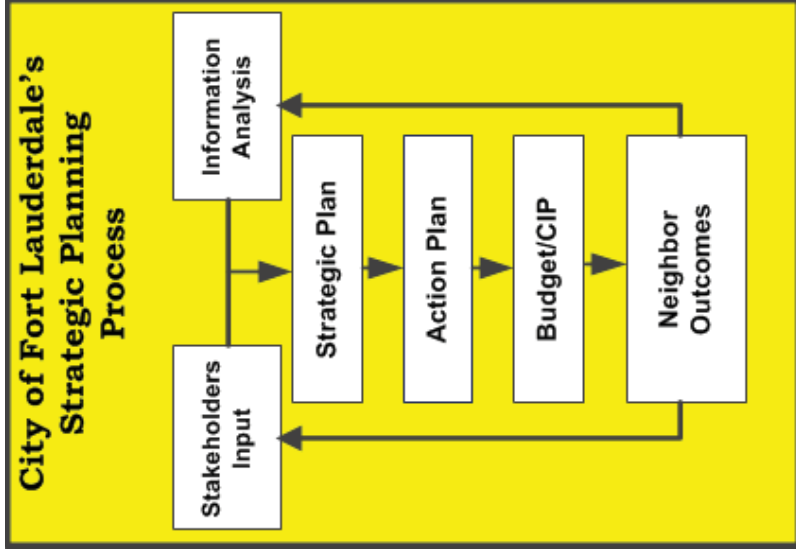 City of Fort Lauderdale's
Strategic Planning
Process
Stakeholders
Input
Information
Analysis
Strategic Plan
Action Plan
Budget/CIP
Neighbor
Outcomes